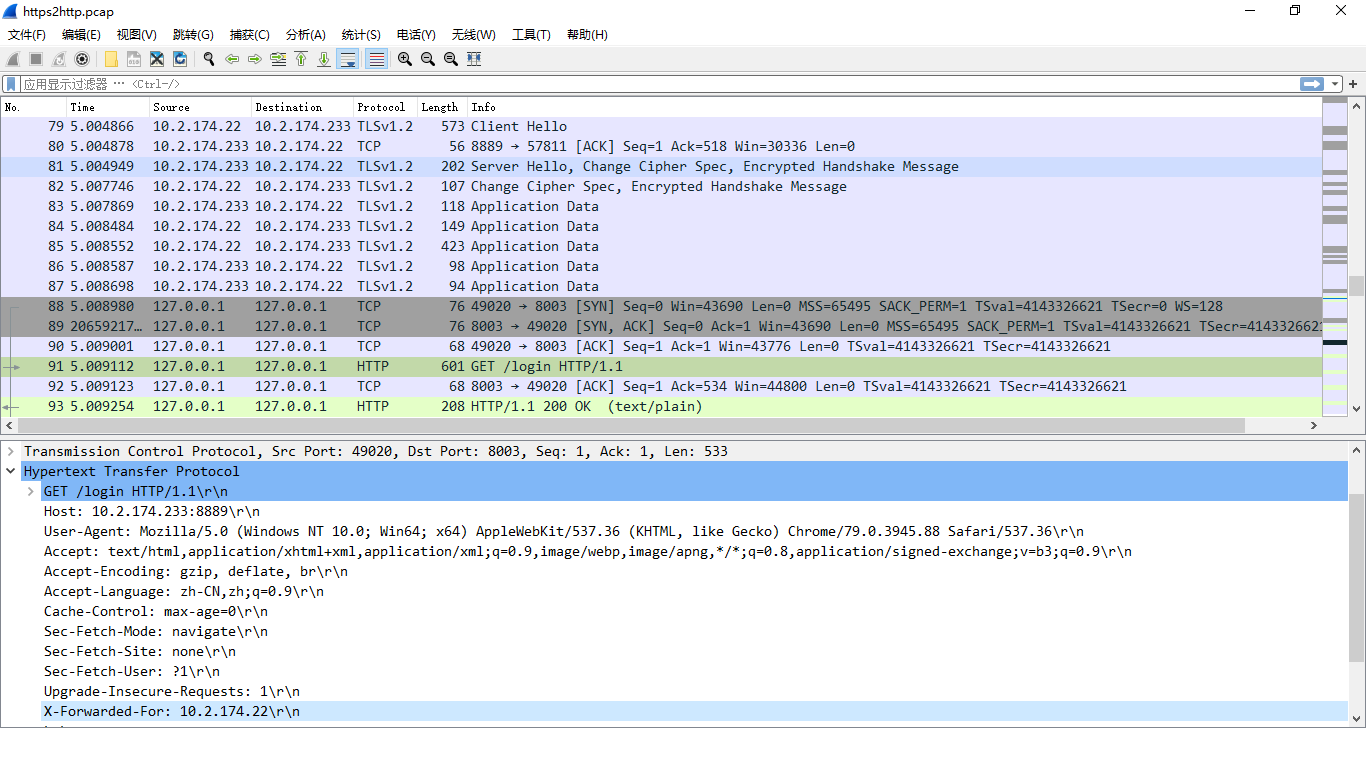 https2http.pcap
文件(F) 编辑(E) 视图(V) 跳转(G) 捕获(C) 分析(A) 统计(S) 电话(Y) 无线(W) 工具(T) 帮助(H)
应用显示过滤器 … <Ctrl-/>
No. Time Source Destination Protocol Length Info
79 5.004866 10.2.174.22 10.2.174.233 TLSv1.2 573 Client Hello
80 5.004878 10.2.174.233 10.2.174.22 TCP 56 8889 → 57811 [ACK] Seq=1 Ack=518 Win=30336 Len=0
81 5.004949 10.2.174.233 10.2.174.22 TLSv1.2 202 Server Hello, Change Cipher Spec, Encrypted Handshake Message
82 5.007746 10.2.174.22 10.2.174.233 TLSv1.2 107 Change Cipher Spec, Encrypted Handshake Message
83 5.007869 10.2.174.233 10.2.174.22 TLSv1.2 118 Application Data
84 5.008484 10.2.174.22 10.2.174.233 TLSv1.2 149 Application Data
85 5.008552 10.2.174.22 10.2.174.233 TLSv1.2 423 Application Data
86 5.008587 10.2.174.233 10.2.174.22 TLSv1.2 98 Application Data
87 5.008698 10.2.174.233 10.2.174.22 TLSv1.2 94 Application Data
88 5.008980 127.0.0.1 127.0.0.1 TCP 76 49020 → 8003 [SYN] Seq=0 Win=43690 Len=0 MSS=65495 SACK_PERM=1 TSval=4143326621 TSecr=0 WS=128
89 20659217… 127.0.0.1 127.0.0.1 TCP 76 8003 → 49020 [SYN, ACK] Seq=0 Ack=1 Win=43690 Len=0 MSS=65495 SACK_PERM=1 TSval=4143326621 TSecr=4143326621
90 5.009001 127.0.0.1 127.0.0.1 TCP 68 49020 → 8003 [ACK] Seq=1 Ack=1 Win=43776 Len=0 TSval=4143326621 TSecr=4143326621
91 5.009112 127.0.0.1 127.0.0.1 HTTP 601 GET /login HTTP/1.1
92 5.009123 127.0.0.1 127.0.0.1 TCP 68 8003 → 49020 [ACK] Seq=1 Ack=534 Win=44800 Len=0 TSval=4143326621 TSecr=4143326621
93 5.009254 127.0.0.1 127.0.0.1 HTTP 208 HTTP/1.1 200 OK (text/plain)
Transmission Control Protocol, Src Port: 49020, Dst Port: 8003, Seq: 1, Ack: 1, Len: 533
Hypertext Transfer Protocol
GET /login HTTP/1.1\r\n
Host: 10.2.174.233:8889\r\n
User-Agent: Mozilla/5.0 (Windows NT 10.0; Win64; x64) AppleWebKit/537.36 (KHTML, like Gecko) Chrome/79.0.3945.88 Safari/537.36\r\n
Accept: text/html,application/xhtml+xml,application/xml;q=0.9,image/webp,image/apng,*/*;q=0.8,application/signed-exchange;v=b3;q=0.9\r\n
Accept-Encoding: gzip, deflate, br\r\n
Accept-Language: zh-CN,zh;q=0.9\r\n
Cache-Control: max-age=0\r\n
Sec-Fetch-Mode: navigate\r\n
Sec-Fetch-Site: none\r\n
Sec-Fetch-User: ?1\r\n
Upgrade-Insecure-Requests: 1\r\n
X-Forwarded-For: 10.2.174.22\r\n